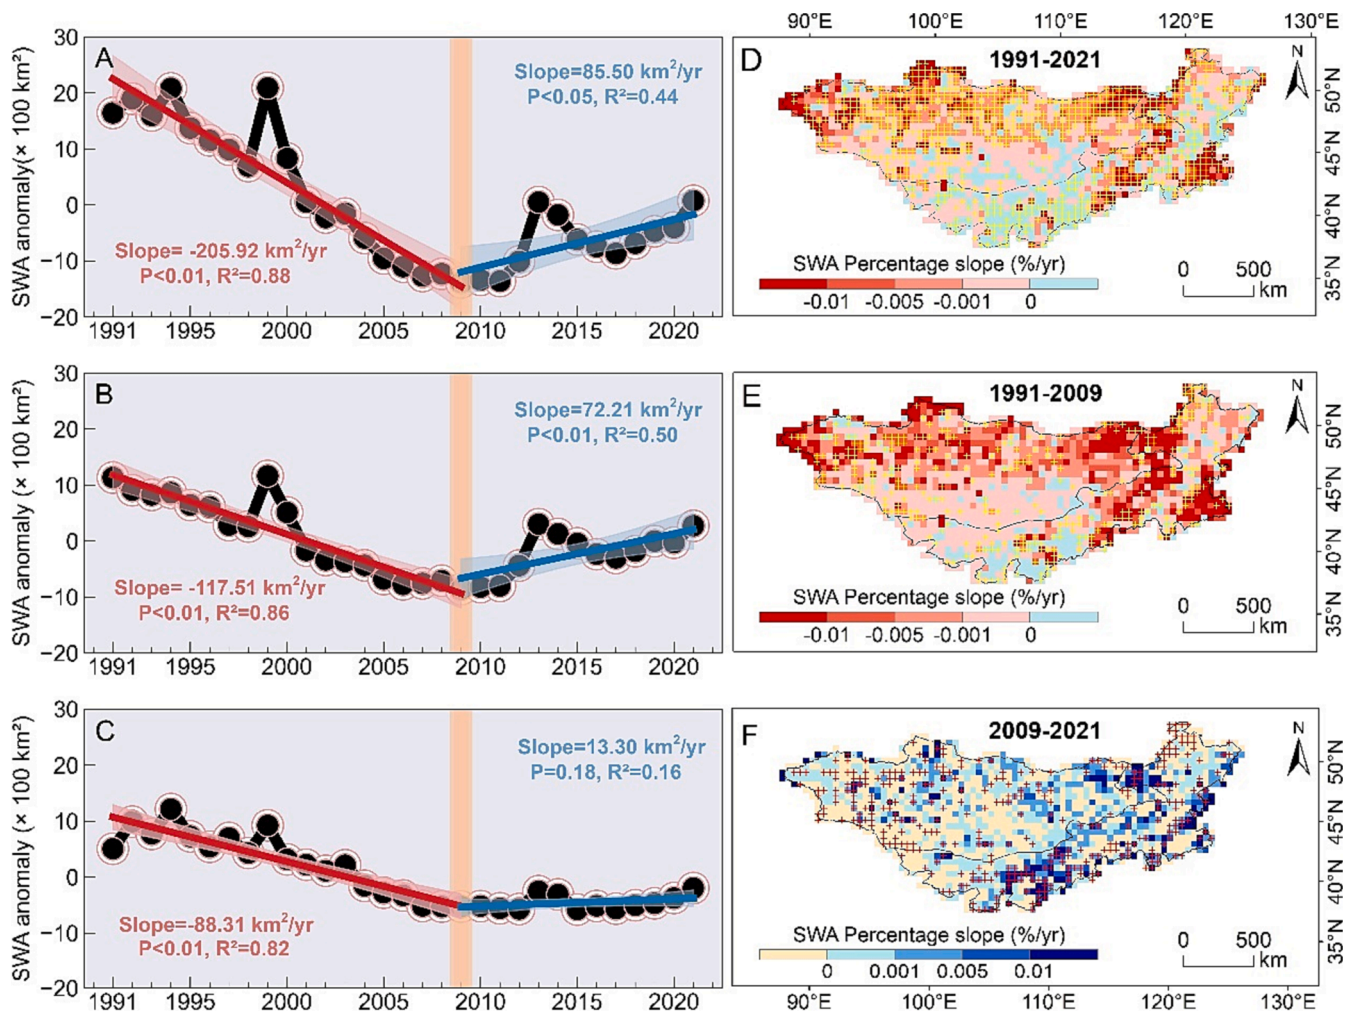 A
SWA anomaly(× 100 km²)
30
20
10
0
−10
−20
Slope=85.50 km²/yr
P<0.05, R²=0.44
Slope= -205.92 km²/yr
P<0.01, R²=0.88
1991 1995 2000 2005 2010 2015 2020
B
SWA anomaly (× 100 km²)
30
20
10
0
−10
−20
Slope=72.21 km²/yr
P<0.01, R²=0.50
Slope= -117.51 km²/yr
P<0.01, R²=0.86
1991 1995 2000 2005 2010 2015 2020
C
SWA anomaly (× 100 km²)
30
20
10
0
−10
−20
Slope=13.30 km²/yr
P=0.18, R²=0.16
Slope=-88.31 km²/yr
P<0.01, R²=0.82
1991 1995 2000 2005 2010 2015 2020
90°E 100°E 110°E 120°E 130°E
D
1991-2021
N
50°N
45°N
40°N
35°N
SWA Percentage slope (%/yr)
-0.01 -0.005 -0.001 0
0 500
km
E
1991-2009
N
50°N
45°N
40°N
35°N
SWA Percentage slope (%/yr)
-0.01 -0.005 -0.001 0
0 500
km
F
2009-2021
N
50°N
45°N
40°N
35°N
SWA Percentage slope (%/yr)
0 0.001 0.005 0.01
0 500
km
90°E 100°E 110°E 120°E 130°E